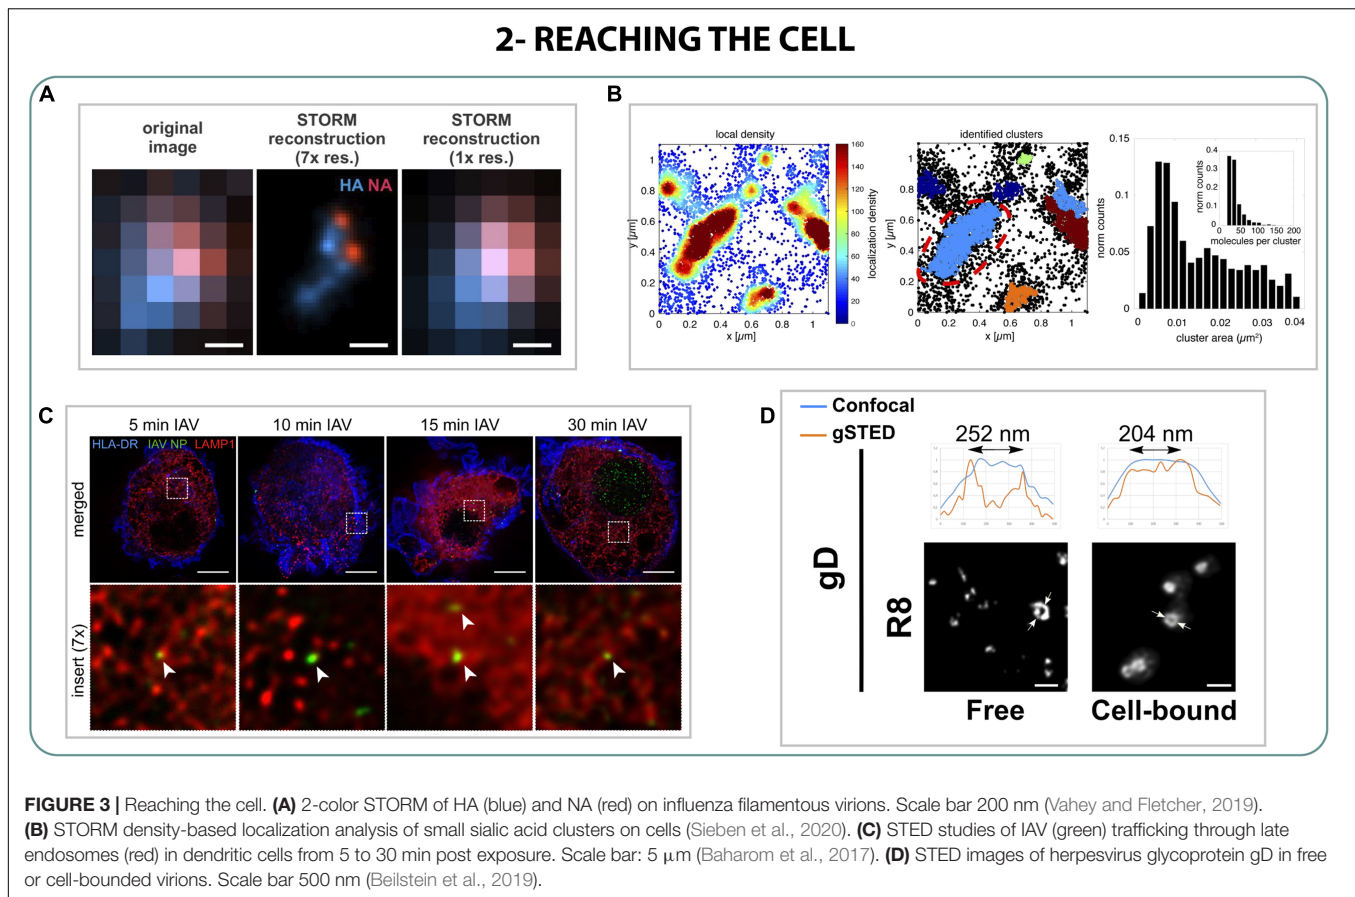 2- REACHING THE CELL
A
original
image
STORM
reconstruction
(7x res.)
STORM
reconstruction
(1x res.)
HA NA
B
local density
1
0.8
0.6
0.4
0.2
0
y [µm]
0 0.2 0.4 0.6 0.8 1
x [µm]
160
140
120
100
80
60
40
20
0
localization density
identified clusters
1
0.8
0.6
0.4
0.2
0
y [µm]
0 0.2 0.4 0.6 0.8 1
x [µm]
0.15
0.1
0.05
0
norm counts
0 0.01 0.02 0.03 0.04
cluster area (µm²)
0.4
0.3
0.2
0.1
0
norm counts
0 50 100 150 200
molecules per cluster
C
5 min IAV 10 min IAV 15 min IAV 30 min IAV
HLA-DR IAV NP LAMP1
merged
insert (7x)
D
Confocal
gSTED
252 nm 204 nm
gD
R8
Free Cell-bound
FIGURE 3 | Reaching the cell. (A) 2-color STORM of HA (blue) and NA (red) on influenza filamentous virions. Scale bar 200 nm (Vahey and Fletcher, 2019).
(B) STORM density-based localization analysis of small sialic acid clusters on cells (Sieben et al., 2020). (C) STED studies of IAV (green) trafficking through late
endosomes (red) in dendritic cells from 5 to 30 min post exposure. Scale bar: 5 µm (Baharom et al., 2017). (D) STED images of herpesvirus glycoprotein gD in free
or cell-bounded virions. Scale bar 500 nm (Beilstein et al., 2019).